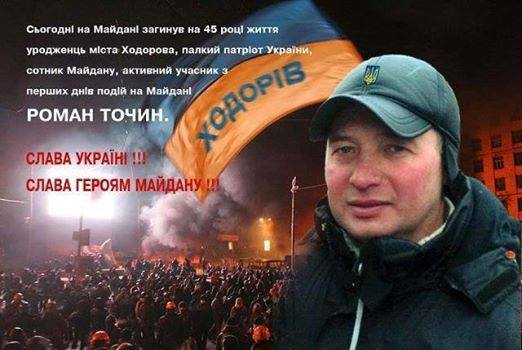 Сьогодні на Майдані загинув на 45 році життя
уродженець міста Ходорова, палкий патріот України,
сотник Майдану, активний учасник з
перших днів подій на Майдані
РОМАН ТОЧИН.
СЛАВА УКРАЇНІ !!!
СЛАВА ГЕРОЯМ МАЙДАНУ !!!
ХОДОРІВ